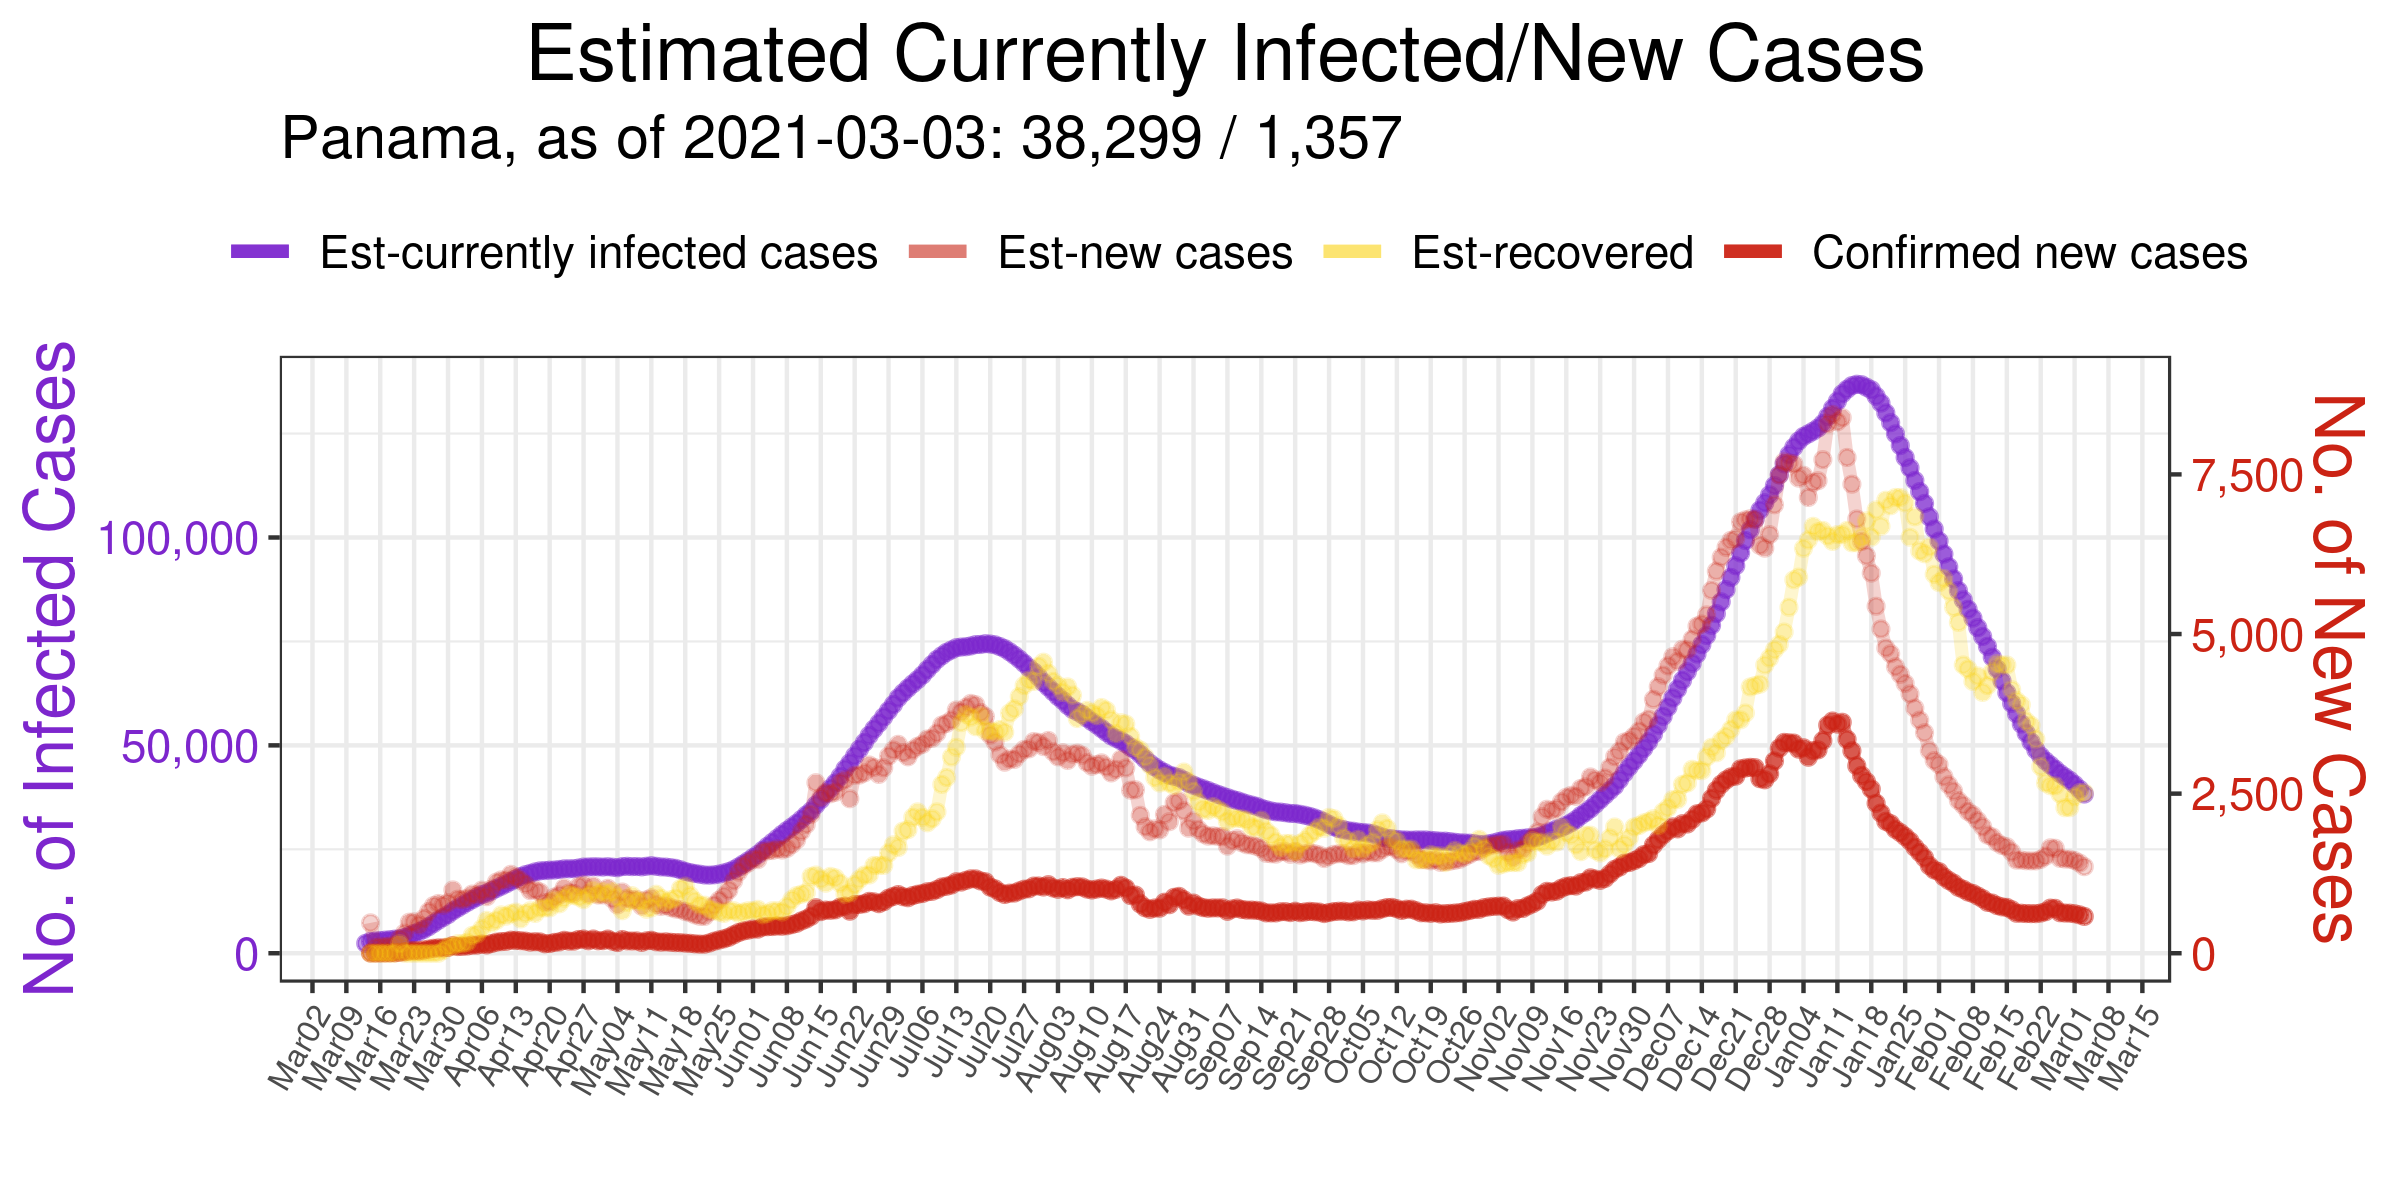 Estimated Currently Infected/New Cases
Panama, as of 2021-03-03: 38,299 / 1,357
Est-currently infected cases Est-new cases Est-recovered Confirmed new cases
No. of Infected Cases
100,000
50,000
0
7,500
5,000
2,500
0
No. of New Cases
Mar02 Mar09 Mar16 Mar23 Mar30 Apr06 Apr13 Apr20 Apr27 May04 May11 May18 May25 Jun01 Jun08 Jun15 Jun22 Jun29 Jul06 Jul13 Jul20 Jul27 Aug03 Aug10 Aug17 Aug24 Aug31 Sep07 Sep14 Sep21 Sep28 Oct05 Oct12 Oct19 Oct26 Nov02 Nov09 Nov16 Nov23 Nov30 Dec07 Dec14 Dec21 Dec28 Jan04 Jan11 Jan18 Jan25 Feb01 Feb08 Feb15 Feb22 Mar01 Mar08 Mar15